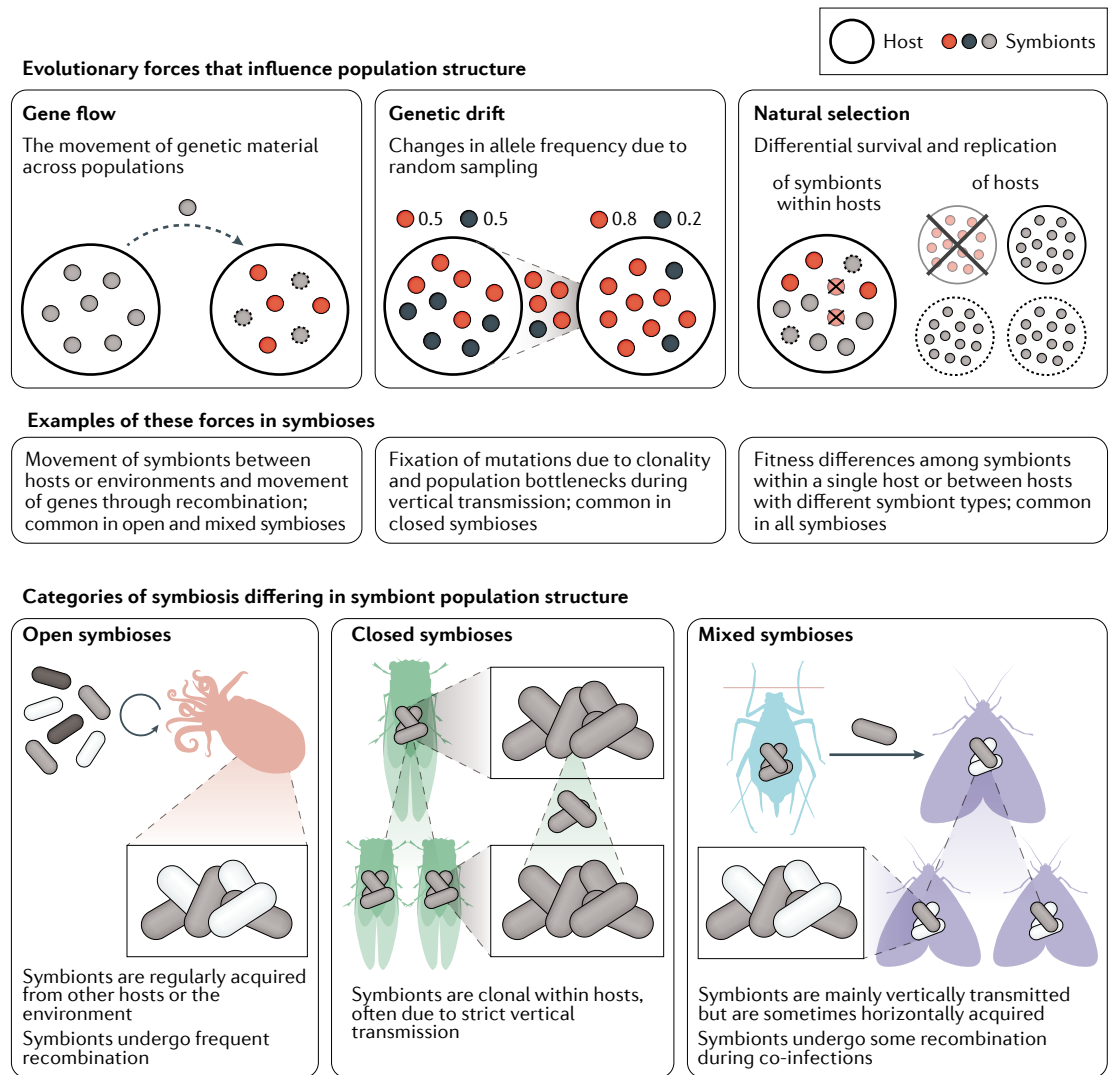 Host
Symbionts
Evolutionary forces that influence population structure
Gene flow
The movement of genetic material
across populations
Genetic drift
Changes in allele frequency due to
random sampling
0.5
0.5
0.8
0.2
Natural selection
Differential survival and replication
of symbionts
within hosts
of hosts
Examples of these forces in symbioses
Movement of symbionts between
hosts or environments and movement
of genes through recombination;
common in open and mixed symbioses
Fixation of mutations due to clonality
and population bottlenecks during
vertical transmission; common in
closed symbioses
Fitness differences among symbionts
within a single host or between hosts
with different symbiont types; common
in all symbioses
Categories of symbiosis differing in symbiont population structure
Open symbioses
Symbionts are regularly acquired
from other hosts or the
environment
Symbionts undergo frequent
recombination
Closed symbioses
Symbionts are clonal within hosts,
often due to strict vertical
transmission
Mixed symbioses
Symbionts are mainly vertically transmitted
but are sometimes horizontally acquired
Symbionts undergo some recombination
during co-infections